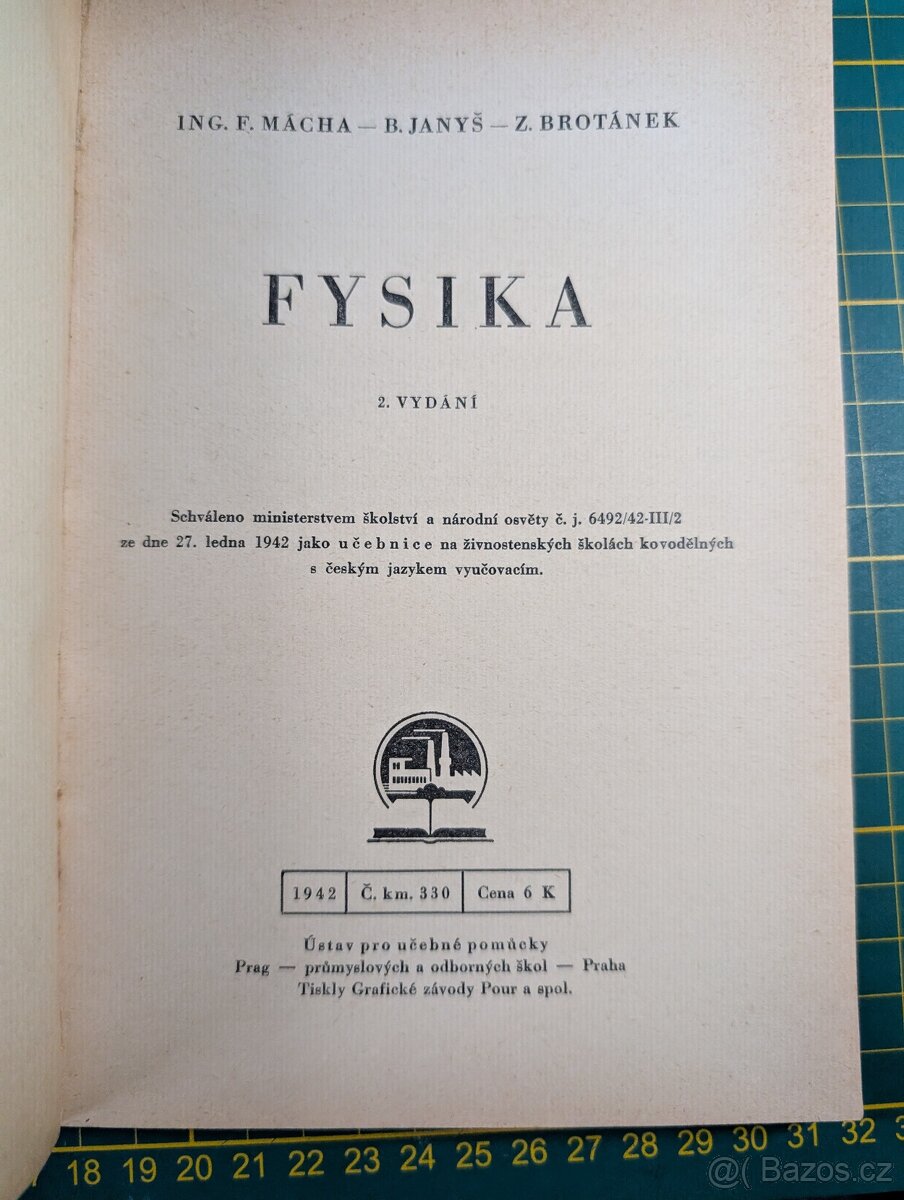 ING. F. MÁCHA — B. JANYŠ — Z. BROTÁNEK
FYSIKA
2. VYDÁNÍ
Schváleno ministerstvem školství a národní osvěty č. j. 6492/42-III/2
ze dne 27. ledna 1942 jako učebnice na živnostenských školách kovodělných
s českým jazykem vyučovacím.
1942 Č. km. 330 Cena 6 K
Ústav pro učebné pomůcky
Prag — průmyslových a odborných škol — Praha
Tiskly Grafické závody Pour a spol.
17 18 19 20 21 22 23 24 25 26 27 28 29 30 31 32 33
@( Bazos.cz